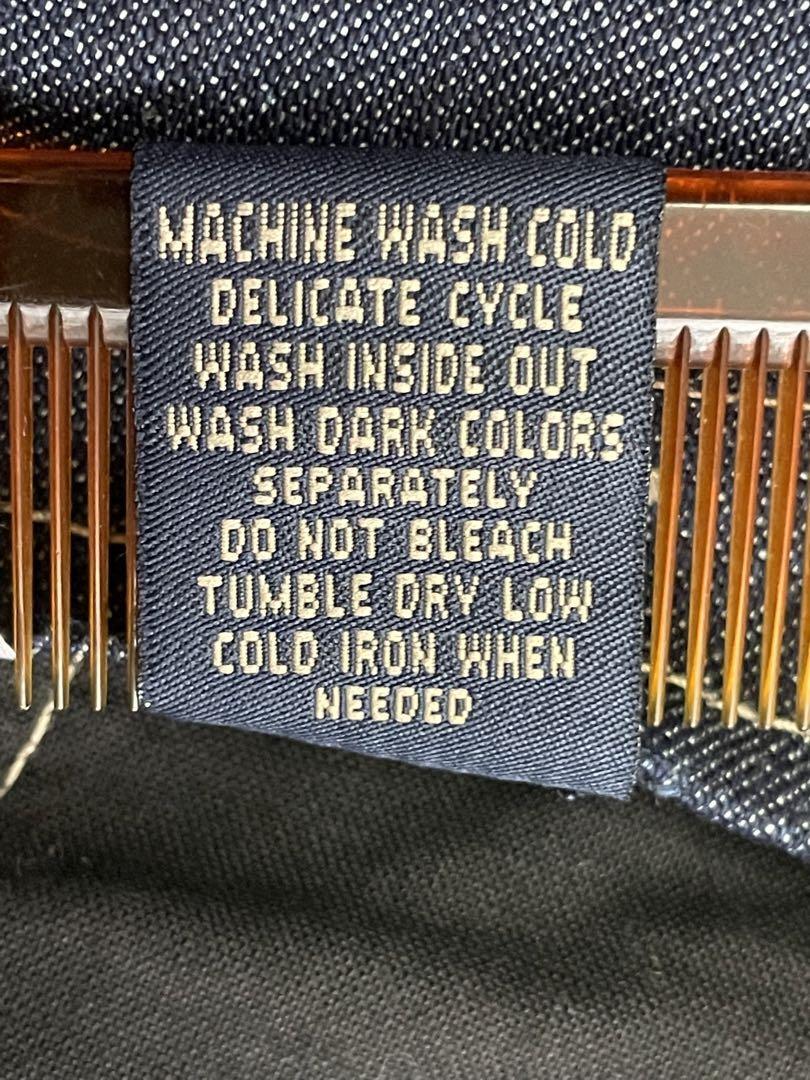 MACHINE WASH COLD
DELICATE CYCLE
WASH INSIDE OUT
WASH DARK COLORS
SEPARATELY
DO NOT BLEACH
TUMBLE DRY LOW
COLD IRON WHEN
NEEDED